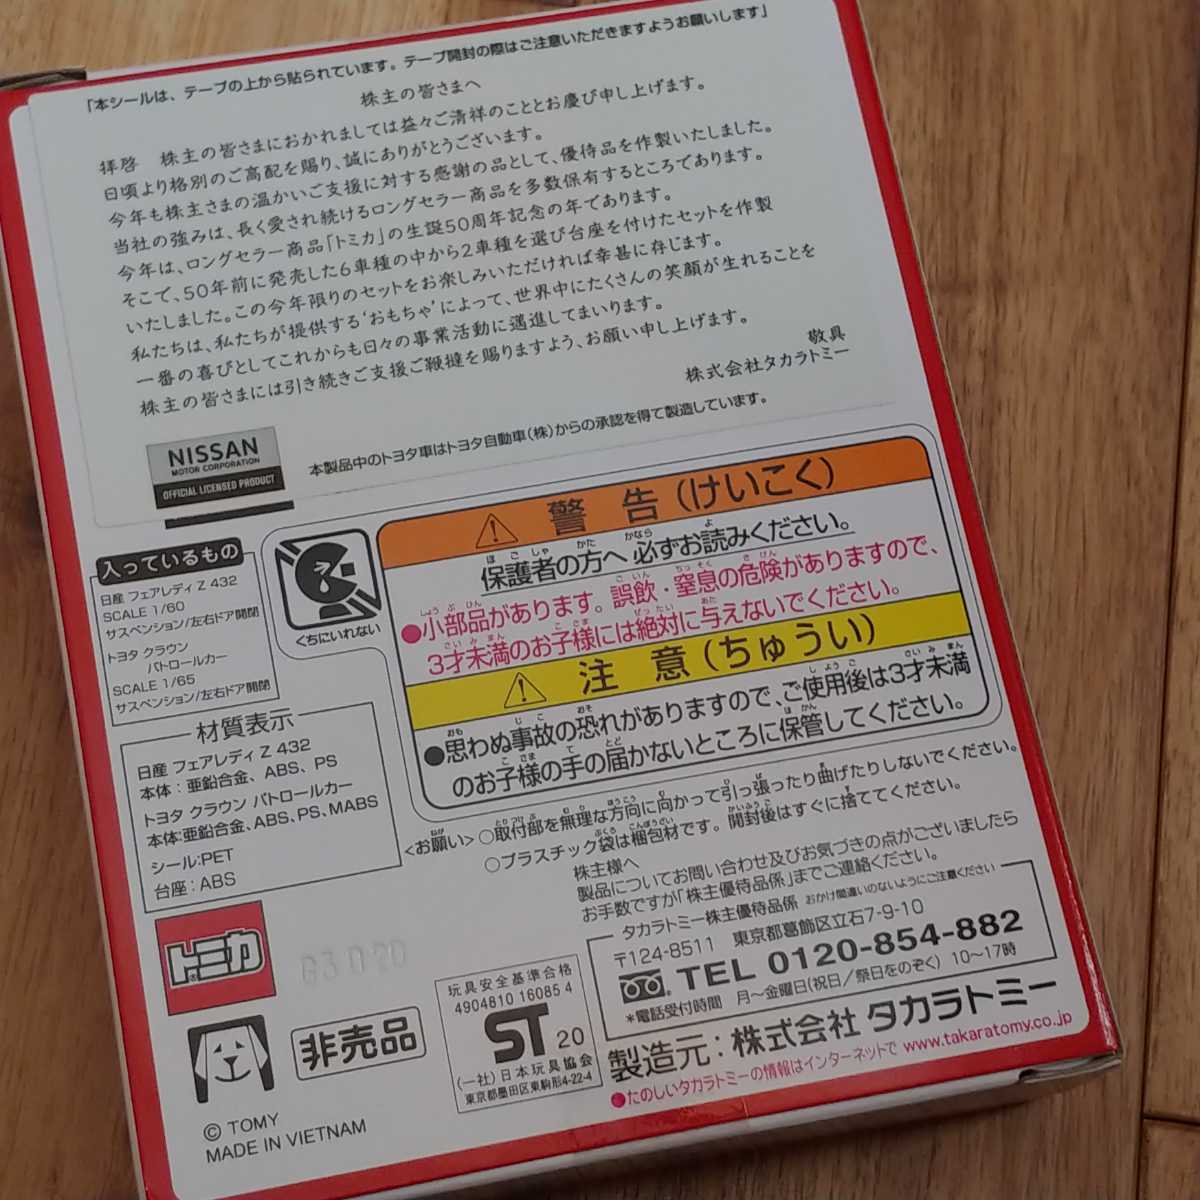 「本シールは、テープの上から貼られています。テープ開封の際はご注意いただきますようお願いします」
株主の皆さまへ
拝啓　株主の皆さまにおかれましては益々ご清祥のこととお慶び申し上げます。
日頃より格別のご高配を賜り、誠にありがとうございます。
今年も株主さまの温かいご支援に対する感謝の品として、優待品を作製いたしました。
当社の強みは、長く愛され続けるロングセラー商品を多数保有するところであります。
今年は、ロングセラー商品「トミカ」の生誕50周年記念の年であります。
そこで、50年前に発売した6車種の中から2車種を選び台座を付けたセットを作製
いたしました。この今年限りのセットをお楽しみいただければ幸甚に存じます。
私たちは、私たちが提供する‘おもちゃ’によって、世界中にたくさんの笑顔が生れることを
一番の喜びとしてこれからも日々の事業活動に邁進してまいります。
株主の皆さまには引き続きご支援ご鞭撻を賜りますよう、お願い申し上げます。
敬具
株式会社タカラトミー
NISSAN
MOTOR CORPORATION
OFFICIAL LICENSED PRODUCT
本製品中のトヨタ車はトヨタ自動車(株)からの承認を得て製造しています。
入っているもの
日産 フェアレディ Z 432
SCALE 1/60
サスペンション/左右ドア開閉
トヨタ クラウン
パトロールカー
SCALE 1/65
サスペンション/左右ドア開閉
くちにいれない
警 告(けいこく)
保護者の方へ 必ずお読みください。
●小部品があります。誤飲・窒息の危険がありますので、
3才未満のお子様には絶対に与えないでください。
注 意(ちゅうい)
●思わぬ事故の恐れがありますので、ご使用後は3才未満
のお子様の手の届かないところに保管してください。
材質表示
日産 フェアレディ Z 432
本体：亜鉛合金、ABS、PS
トヨタ クラウン パトロールカー
本体:亜鉛合金、ABS、PS、MABS
シール:PET
台座：ABS
<お願い>○取付部を無理な方向に向かって引っ張ったり曲げたりしないでください。
○プラスチック袋は梱包材です。開封後はすぐに捨ててください。
株主様へ
製品についてお問い合わせ及びお気づきの点がございましたら
お手数ですが「株主優待品係」までご連絡ください。
タカラトミー株主優待品係 おかけ間違いのないようにご注意ください
〒124-8511 東京都葛飾区立石7-9-10
TEL 0120-854-882
*電話受付時間 月～金曜日(祝日/祭日をのぞく) 10～17時
製造元：株式会社 タカラトミー
●たのしいタカラトミーの情報はインターネットで www.takaratomy.co.jp
トミカ
非売品
玩具安全基準合格
4904810 16085 4
ST 20
(一社)日本玩具協会
東京都墨田区東駒形4-22-4
© TOMY
MADE IN VIETNAM